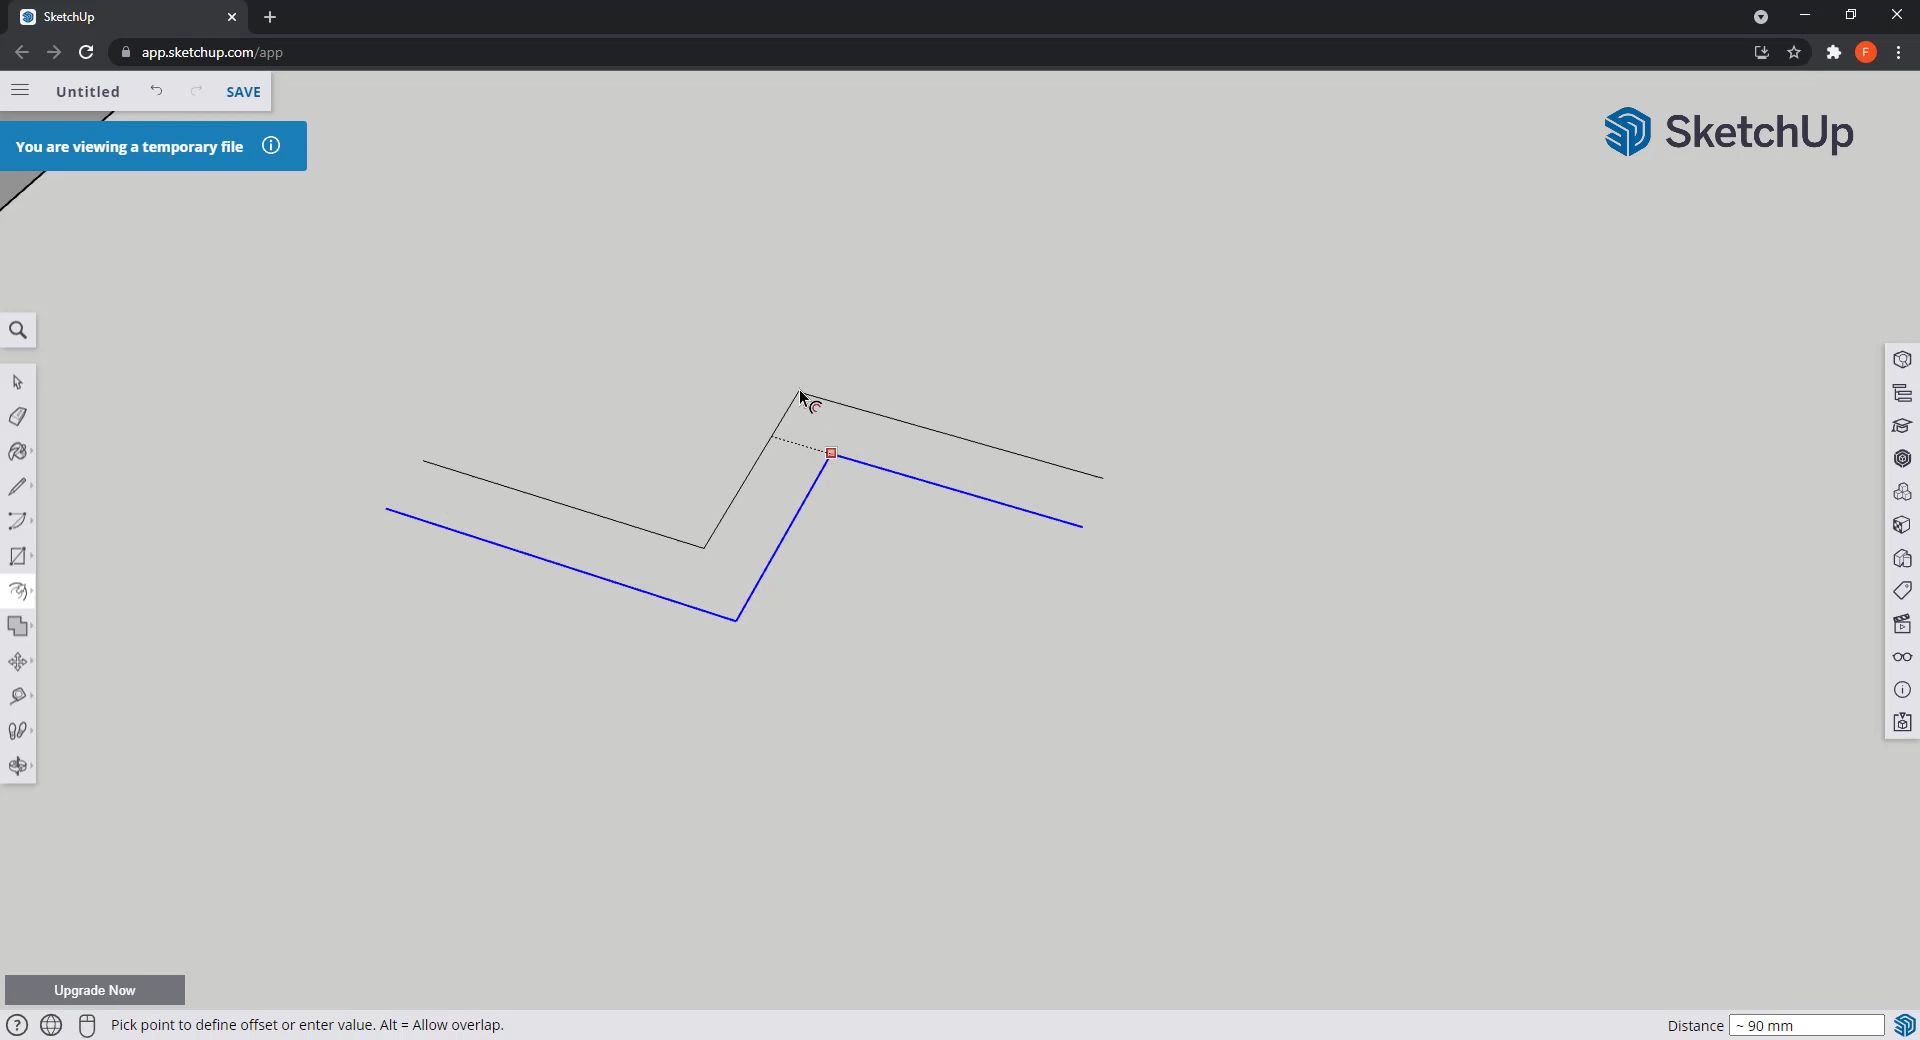 SketchUp
app.sketchup.com/app
F
Untitled
SAVE
You are viewing a temporary file
SketchUp
Upgrade Now
Pick point to define offset or enter value. Alt = Allow overlap.
Distance ~ 90 mm